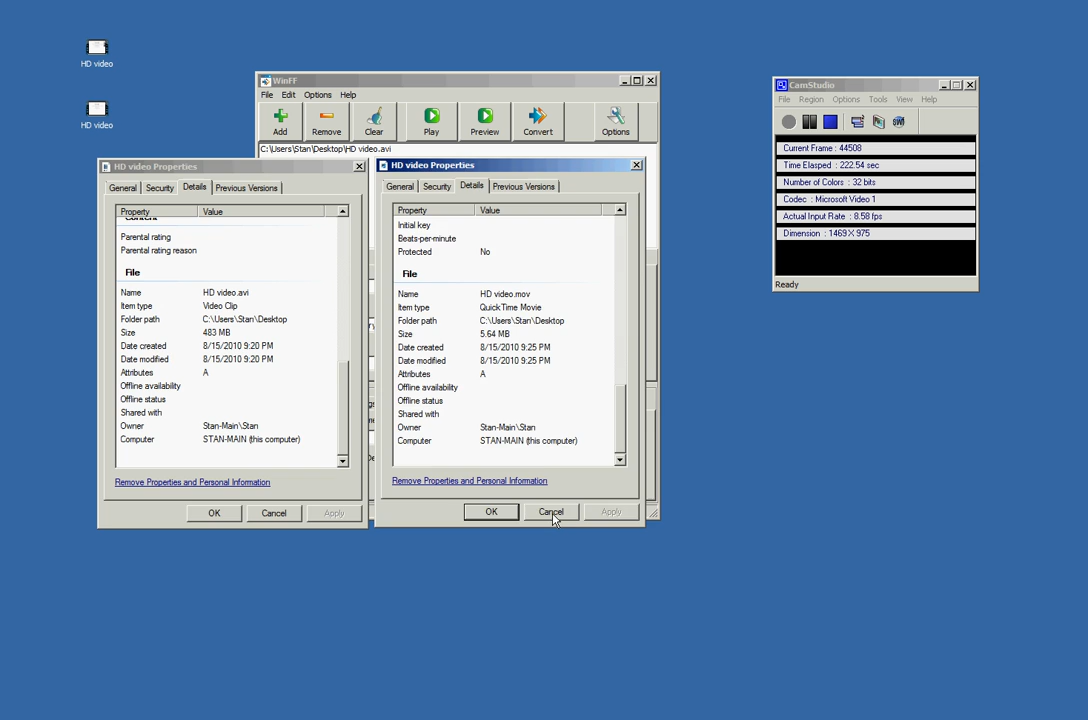 HD video
HD video
WinFF
File Edit Options Help
Add Remove Clear Play Preview Convert Options
C:\Users\Stan\Desktop\HD video.avi
HD video Properties
General Security Details Previous Versions
Property Value
Content
Parental rating
Parental rating reason
File
Name HD video.avi
Item type Video Clip
Folder path C:\Users\Stan\Desktop
Size 483 MB
Date created 8/15/2010 9:20 PM
Date modified 8/15/2010 9:20 PM
Attributes A
Offline availability
Offline status
Shared with
Owner Stan-Main\Stan
Computer STAN-MAIN (this computer)
Remove Properties and Personal Information
OK Cancel Apply
HD video Properties
General Security Details Previous Versions
Property Value
Initial key
Beats-per-minute
Protected No
File
Name HD video.mov
Item type QuickTime Movie
Folder path C:\Users\Stan\Desktop
Size 5.64 MB
Date created 8/15/2010 9:25 PM
Date modified 8/15/2010 9:25 PM
Attributes A
Offline availability
Offline status
Shared with
Owner Stan-Main\Stan
Computer STAN-MAIN (this computer)
Remove Properties and Personal Information
OK Cancel Apply
CamStudio
File Region Options Tools View Help
Current Frame : 44508
Time Elasped : 222.54 sec
Number of Colors : 32 bits
Codec : Microsoft Video 1
Actual Input Rate : 8.58 fps
Dimension : 1469 X 975
Ready